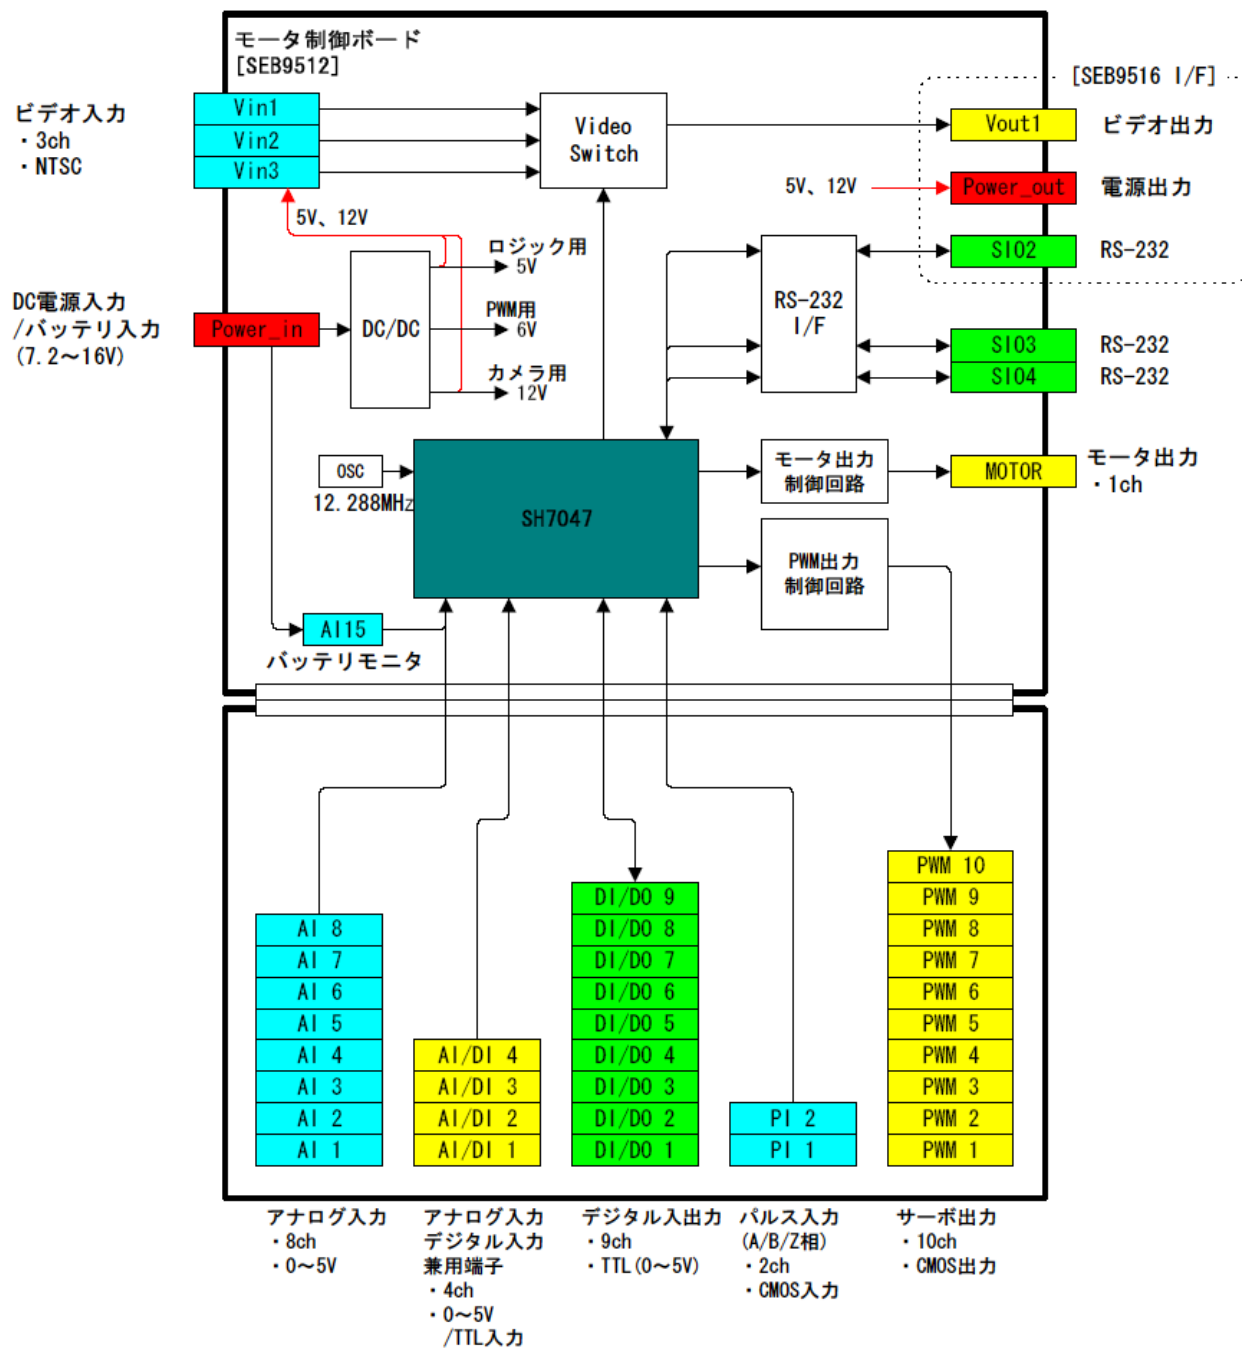 モータ制御ボード
[SEB9512]
[SEB9516 I/F]
ビデオ入力
・3ch
・NTSC
Vin1
Vin2
Vin3
Video
Switch
Vout1
ビデオ出力
5V、12V
Power_out
電源出力
5V、12V
SIO2
RS-232
ロジック用
5V
RS-232
I/F
DC電源入力
/バッテリ入力
(7.2～16V)
Power_in
DC/DC
PWM用
6V
カメラ用
12V
SIO3
RS-232
SIO4
RS-232
OSC
12.288MHz
SH7047
モータ出力
制御回路
MOTOR
モータ出力
・1ch
PWM出力
制御回路
AI15
バッテリモニタ
AI 8
AI 7
AI 6
AI 5
AI 4
AI 3
AI 2
AI 1
AI/DI 4
AI/DI 3
AI/DI 2
AI/DI 1
DI/DO 9
DI/DO 8
DI/DO 7
DI/DO 6
DI/DO 5
DI/DO 4
DI/DO 3
DI/DO 2
DI/DO 1
PI 2
PI 1
PWM 10
PWM 9
PWM 8
PWM 7
PWM 6
PWM 5
PWM 4
PWM 3
PWM 2
PWM 1
アナログ入力
・8ch
・0～5V
アナログ入力
デジタル入力
兼用端子
・4ch
・0～5V
/TTL入力
デジタル入出力
・9ch
・TTL(0～5V)
パルス入力
(A/B/Z相)
・2ch
・CMOS入力
サーボ出力
・10ch
・CMOS出力